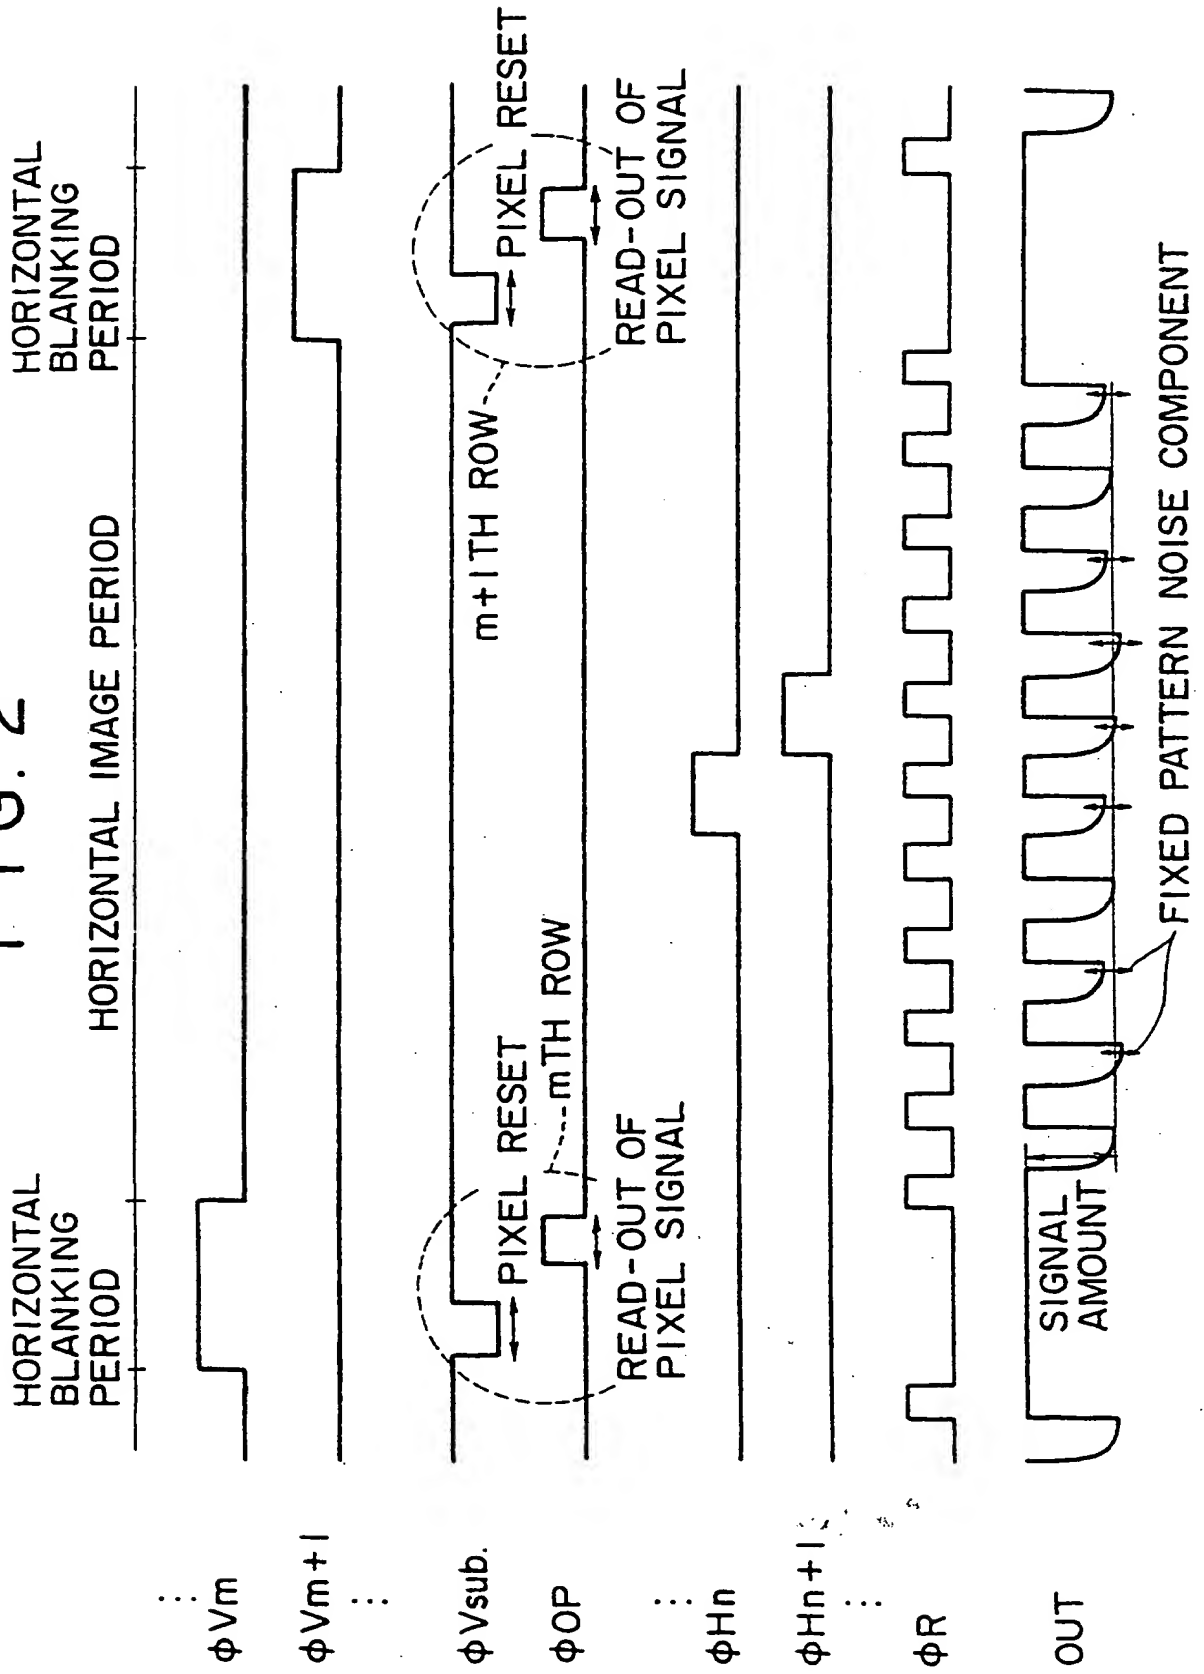 FIG. 2
HORIZONTAL
BLANKING
PERIOD
HORIZONTAL IMAGE PERIOD
HORIZONTAL
BLANKING
PERIOD
⋮
φVm
φVm+1
⋮
φVsub.
PIXEL RESET
m+1TH ROW
PIXEL RESET
φOP
mTH ROW
READ-OUT OF
PIXEL SIGNAL
READ-OUT OF
PIXEL SIGNAL
⋮
φHn
φHn+1
⋮
φR
OUT
SIGNAL
AMOUNT
FIXED PATTERN NOISE COMPONENT